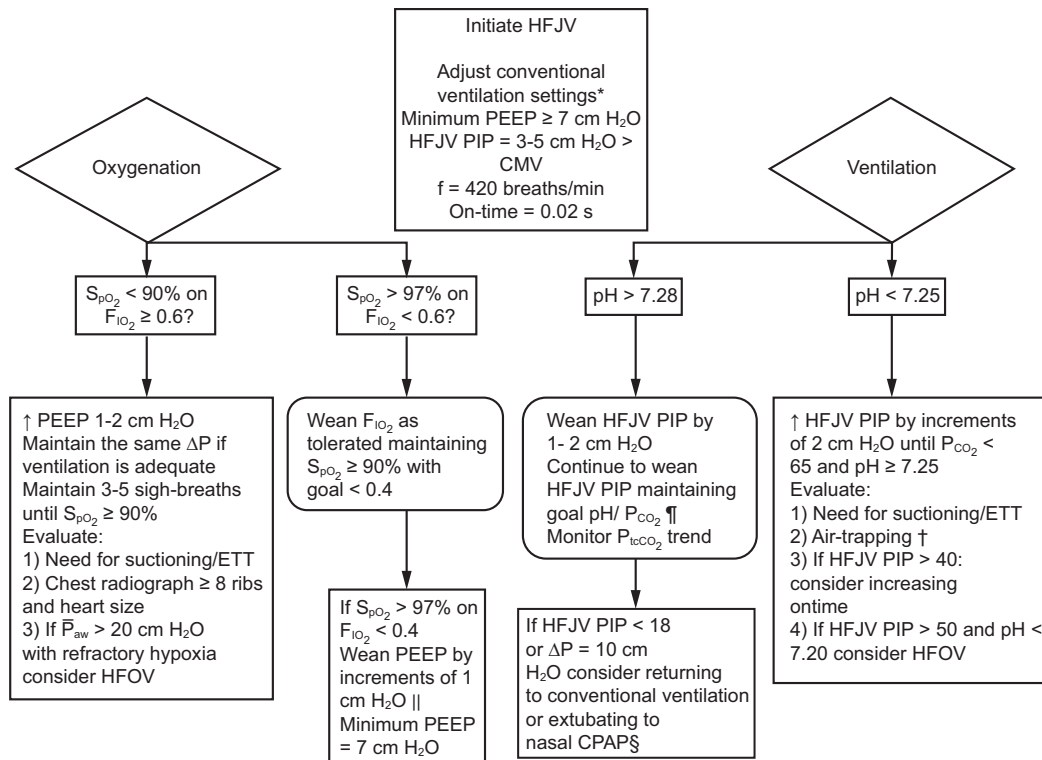 Initiate HFJV
Adjust conventional
ventilation settings*
Minimum PEEP ≥ 7 cm H₂O
HFJV PIP = 3-5 cm H₂O >
CMV
f = 420 breaths/min
On-time = 0.02 s
Oxygenation
Ventilation
SpO₂ < 90% on
FIO₂ ≥ 0.6?
SpO₂ > 97% on
FIO₂ < 0.6?
pH > 7.28
pH < 7.25
↑ PEEP 1-2 cm H₂O
Maintain the same ΔP if
ventilation is adequate
Maintain 3-5 sigh-breaths
until SpO₂ ≥ 90%
Evaluate:
1) Need for suctioning/ETT
2) Chest radiograph ≥ 8 ribs
and heart size
3) If P̅aw > 20 cm H₂O
with refractory hypoxia
consider HFOV
Wean FIO₂ as
tolerated maintaining
SpO₂ ≥ 90% with
goal < 0.4
If SpO₂ > 97% on
FIO₂ < 0.4
Wean PEEP by
increments of 1
cm H₂O ||
Minimum PEEP
= 7 cm H₂O
Wean HFJV PIP by
1- 2 cm H₂O
Continue to wean
HFJV PIP maintaining
goal pH/ PCO₂ ¶
Monitor PtcCO₂ trend
If HFJV PIP < 18
or ΔP = 10 cm
H₂O consider returning
to conventional ventilation
or extubating to
nasal CPAP§
↑ HFJV PIP by increments
of 2 cm H₂O until PCO₂ <
65 and pH ≥ 7.25
Evaluate:
1) Need for suctioning/ETT
2) Air-trapping †
3) If HFJV PIP > 40:
consider increasing
ontime
4) If HFJV PIP > 50 and pH <
7.20 consider HFOV